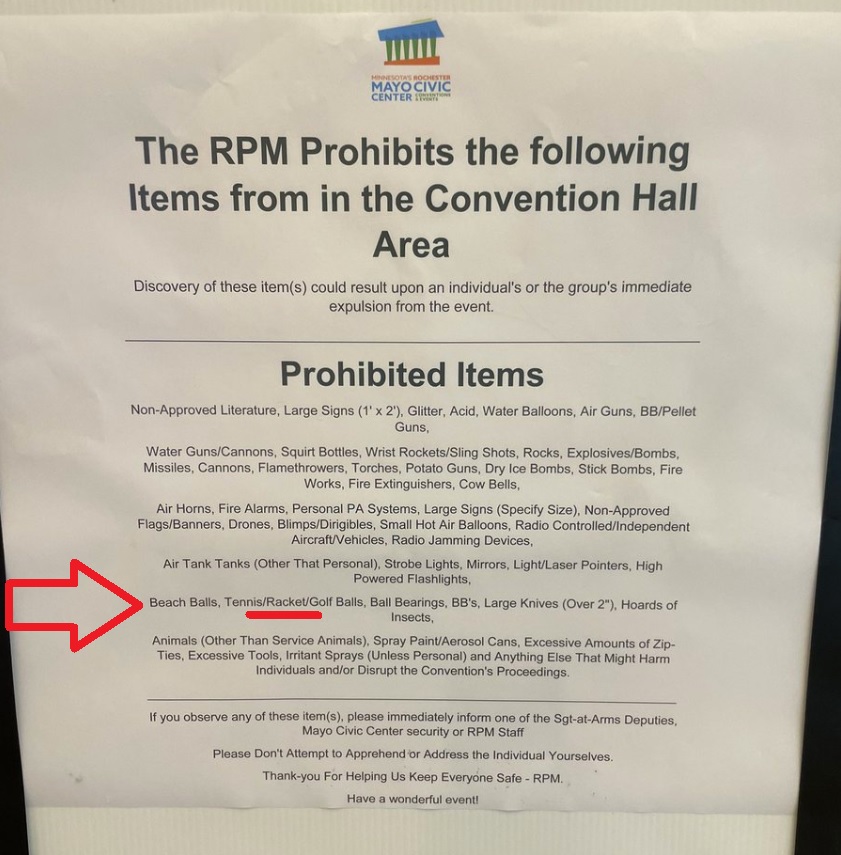 MINNESOTA'S ROCHESTER
MAYO CIVIC
CENTER CONVENTIONS & EVENTS
The RPM Prohibits the following
Items from in the Convention Hall
Area
Discovery of these item(s) could result upon an individual's or the group's immediate
expulsion from the event.
Prohibited Items
Non-Approved Literature, Large Signs (1' x 2'), Glitter, Acid, Water Balloons, Air Guns, BB/Pellet
Guns,
Water Guns/Cannons, Squirt Bottles, Wrist Rockets/Sling Shots, Rocks, Explosives/Bombs,
Missiles, Cannons, Flamethrowers, Torches, Potato Guns, Dry Ice Bombs, Stick Bombs, Fire
Works, Fire Extinguishers, Cow Bells,
Air Horns, Fire Alarms, Personal PA Systems, Large Signs (Specify Size), Non-Approved
Flags/Banners, Drones, Blimps/Dirigibles, Small Hot Air Balloons, Radio Controlled/Independent
Aircraft/Vehicles, Radio Jamming Devices,
Air Tank Tanks (Other That Personal), Strobe Lights, Mirrors, Light/Laser Pointers, High
Powered Flashlights,
Beach Balls, Tennis/Racket/Golf Balls, Ball Bearings, BB's, Large Knives (Over 2"), Hoards of
Insects,
Animals (Other Than Service Animals), Spray Paint/Aerosol Cans, Excessive Amounts of Zip-
Ties, Excessive Tools, Irritant Sprays (Unless Personal) and Anything Else That Might Harm
Individuals and/or Disrupt the Convention's Proceedings.
If you observe any of these item(s), please immediately inform one of the Sgt-at-Arms Deputies,
Mayo Civic Center security or RPM Staff
Please Don't Attempt to Apprehend or Address the Individual Yourselves.
Thank-you For Helping Us Keep Everyone Safe - RPM.
Have a wonderful event!